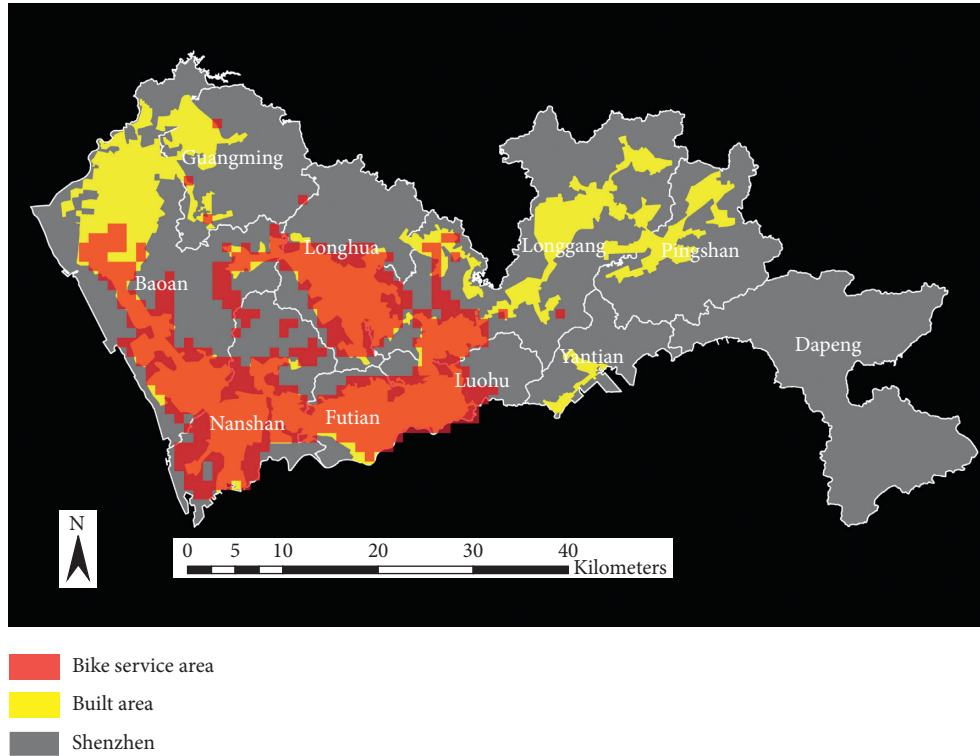 Guangming
Longhua
Longgang
Pingshan
Baoan
Yantian
Dapeng
Luohu
Nanshan
Futian
N
0 5 10 20 30 40
Kilometers
Bike service area
Built area
Shenzhen